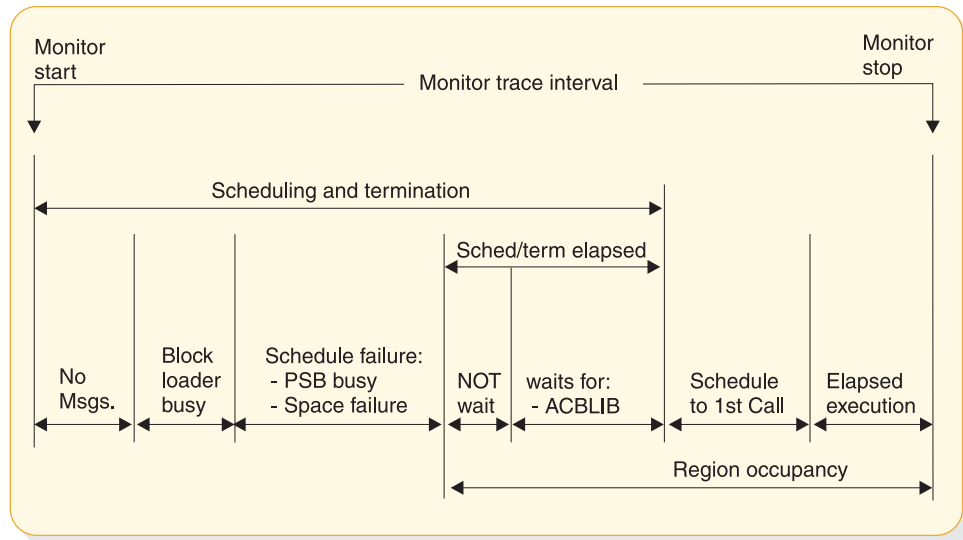 Monitor
start
Monitor trace interval
Monitor
stop
Scheduling and termination
Sched/term elapsed
No
Msgs.
Block
loader
busy
Schedule failure:
- PSB busy
- Space failure
NOT
wait
waits for:
- ACBLIB
Schedule
to 1st Call
Elapsed
execution
Region occupancy